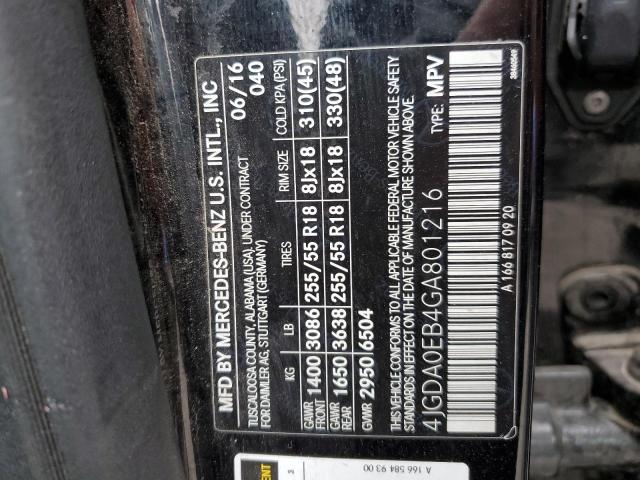 MFD BY MERCEDES-BENZ U.S. INTL., INC
TUSCALOOSA COUNTY, ALABAMA (USA), UNDER CONTRACT 06/16
FOR DAIMLER AG, STUTTGART (GERMANY) 040
KG LB TIRES RIM SIZE COLD KPA (PSI)
GAWR FRONT 1400 3086 255/55 R18 8Jx18 310(45)
GAWR REAR 1650 3638 255/55 R18 8Jx18 330(48)
GVWR 2950 6504
THIS VEHICLE CONFORMS TO ALL APPLICABLE FEDERAL MOTOR VEHICLE SAFETY
STANDARDS IN EFFECT ON THE DATE OF MANUFACTURE SHOWN ABOVE.
4JGDA0EB4GA801216 TYPE: MPV
A 166 817 09 20
A 166 584 93 00